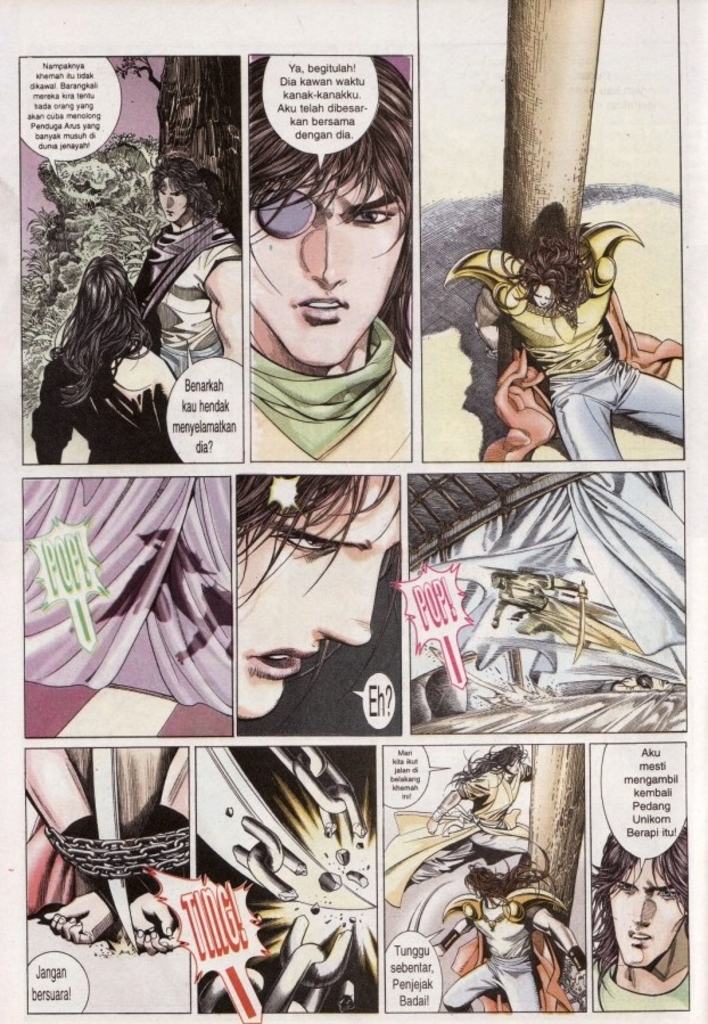 Nampaknya
khemah itu tidak
dikawal. Barangkali
mereka kira tentu
tiada orang yang
akan cuba menolong
Penduga Arus yang
banyak musuh di
dunia jenayah!
Benarkah
kau hendak
menyelamatkan
dia?
Ya, begitulah!
Dia kawan waktu
kanak-kanakku.
Aku telah dibesar-
kan bersama
dengan dia.
POP!
Eh?
POP!
Jangan
bersuara!
TING!
Mari
kita ikut
jalan di
belakang
khemah
ini!
Tunggu
sebentar,
Penjejak
Badai!
Aku
mesti
mengambil
kembali
Pedang
Unikorn
Berapi itu!